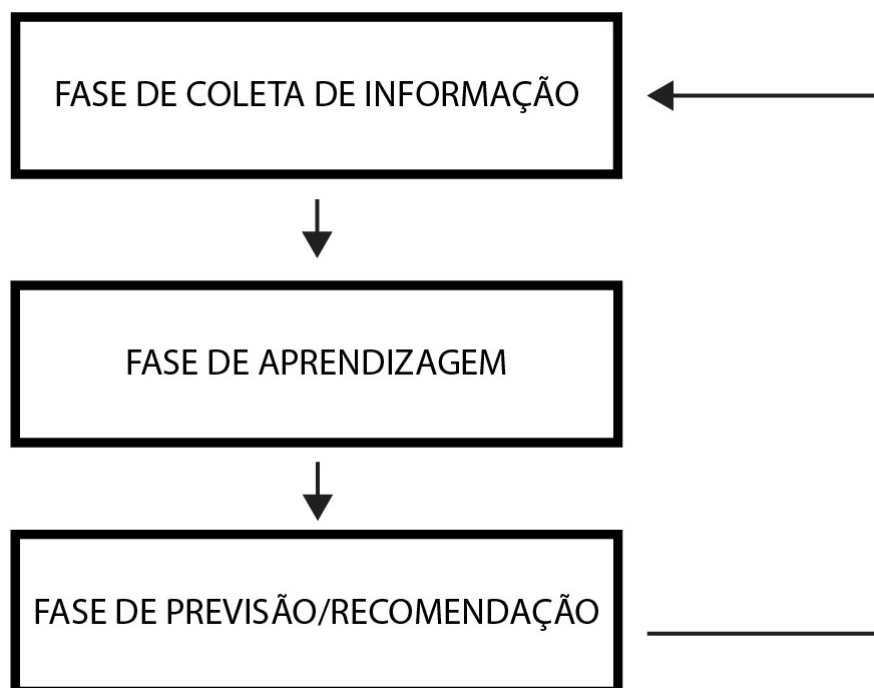 FASE DE COLETA DE INFORMAÇÃO
FASE DE APRENDIZAGEM
FASE DE PREVISÃO/RECOMENDAÇÃO